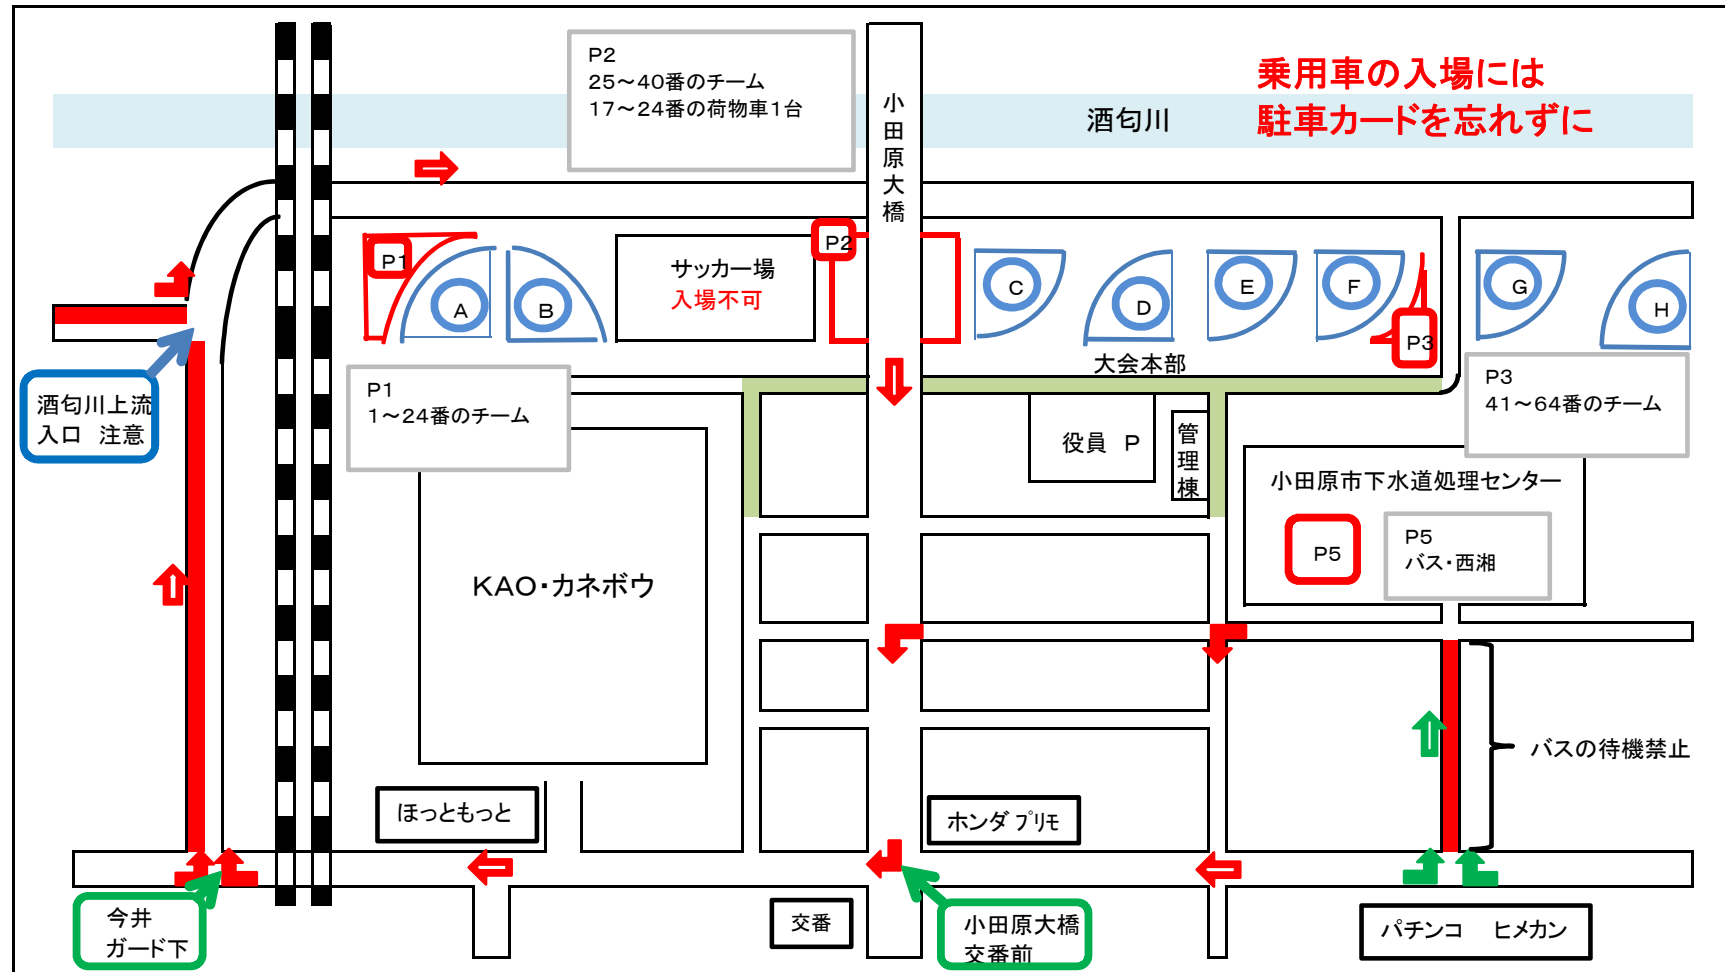 P2
25～40番のチーム
17～24番の荷物車1台
小田原大橋
酒匂川
乗用車の入場には
駐車カードを忘れずに
P1
A
B
サッカー場
入場不可
P2
C
D
E
F
P3
G
H
大会本部
酒匂川上流
入口　注意
P1
1～24番のチーム
P3
41～64番のチーム
役員　P
管理棟
小田原市下水道処理センター
P5
P5
バス・西湘
KAO・カネボウ
バスの待機禁止
ほっともっと
ホンダ プリモ
今井
ガード下
交番
小田原大橋
交番前
パチンコ　ヒメカン